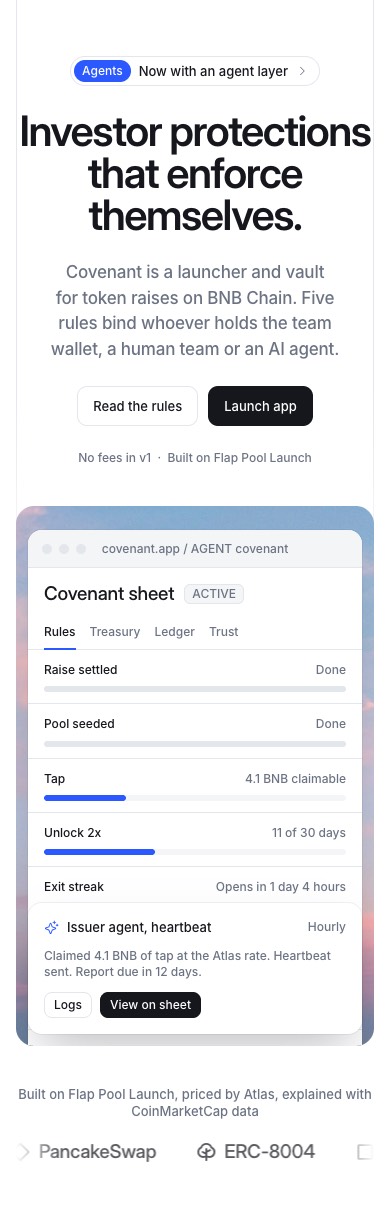 Agents Now with an agent layer
Investor protections
that enforce
themselves.
Covenant is a launcher and vault
for token raises on BNB Chain. Five
rules bind whoever holds the team
wallet, a human team or an AI agent.
Read the rules Launch app
No fees in v1 · Built on Flap Pool Launch
covenant.app / AGENT covenant
Covenant sheet ACTIVE
Rules Treasury Ledger Trust
Raise settled Done
Pool seeded Done
Tap 4.1 BNB claimable
Unlock 2x 11 of 30 days
Exit streak Opens in 1 day 4 hours
Issuer agent, heartbeat Hourly
Claimed 4.1 BNB of tap at the Atlas rate. Heartbeat
sent. Report due in 12 days.
Logs View on sheet
Built on Flap Pool Launch, priced by Atlas, explained with
CoinMarketCap data
PancakeSwap ERC-8004